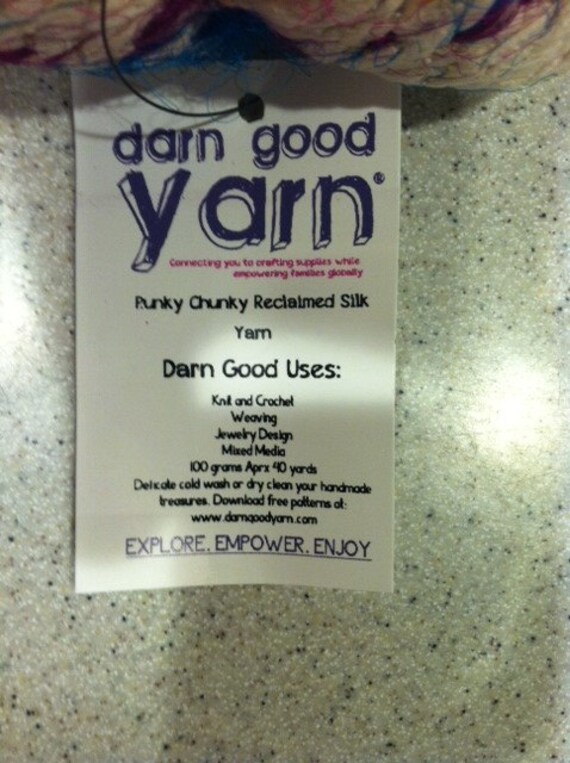 darn good
yarn®
Connecting you to crafting supplies while
empowering families globally
Punky Chunky Reclaimed Silk
Yarn
Darn Good Uses:
Knit and Crochet
Weaving
Jewelry Design
Mixed Media
100 grams Aprx 40 yards
Delicate cold wash or dry clean your handmade
treasures. Download free patterns at:
www.darngoodyarn.com
EXPLORE. EMPOWER. ENJOY